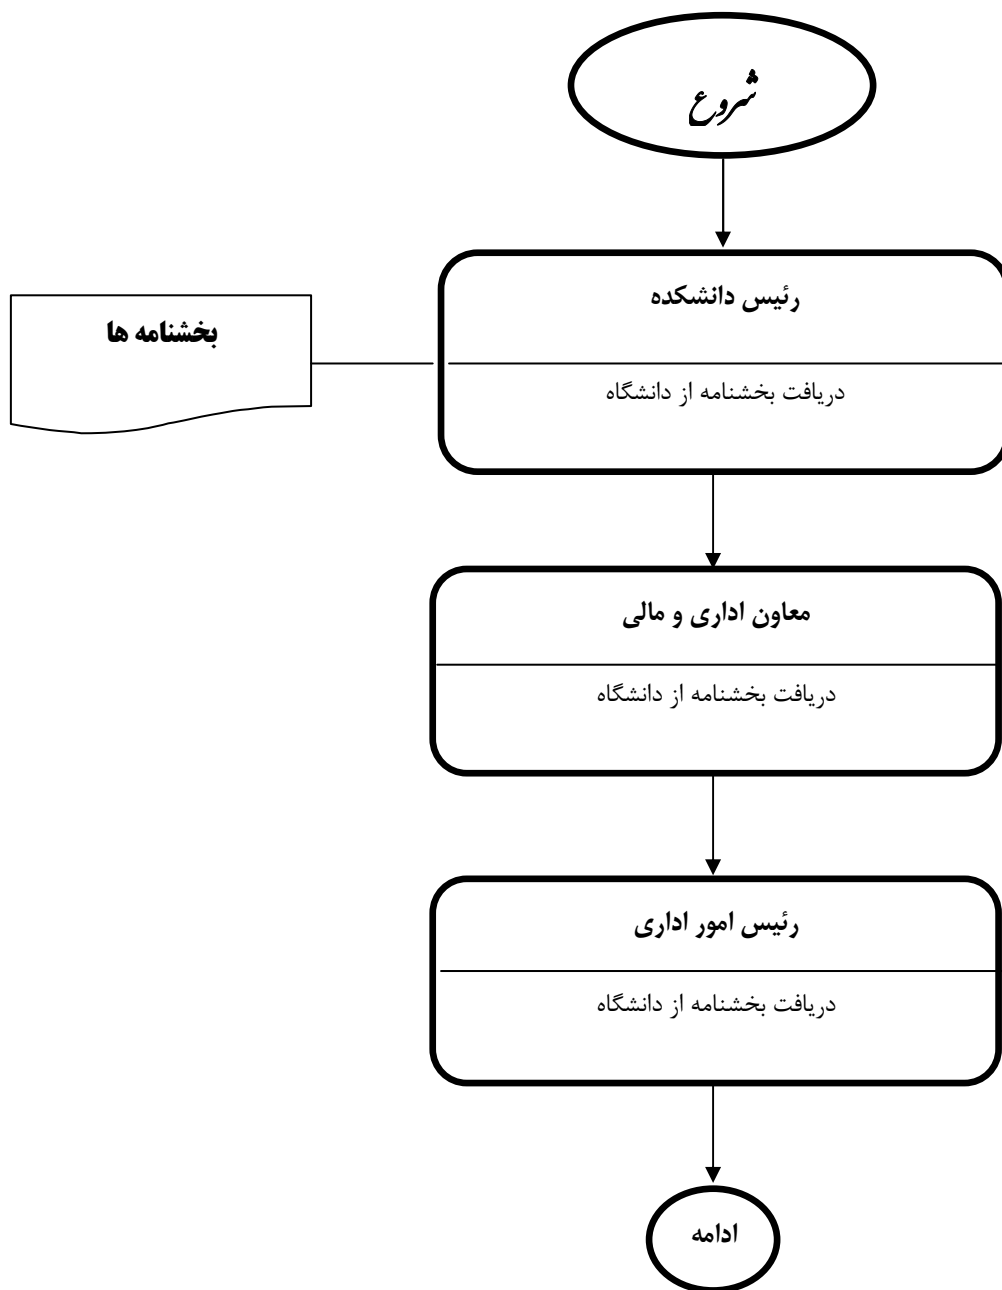 شروع
رئیس دانشکده
بخشنامه ها
دریافت بخشنامه از دانشگاه
معاون اداری و مالی
دریافت بخشنامه از دانشگاه
رئیس امور اداری
دریافت بخشنامه از دانشگاه
ادامه